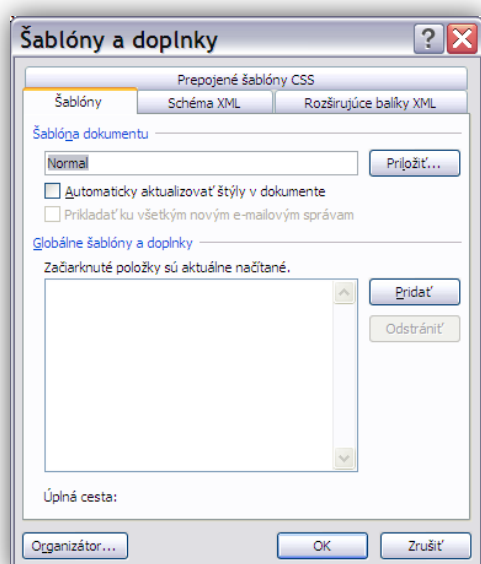 Šablóny a doplnky
Prepojené šablóny CSS
Šablóny Schéma XML Rozširujúce balíky XML
Šablóna dokumentu
Normal Priložiť...
Automaticky aktualizovať štýly v dokumente
Prikladať ku všetkým novým e-mailovým správam
Globálne šablóny a doplnky
Začiarknuté položky sú aktuálne načítané.
Pridať
Odstrániť
Úplná cesta:
Organizátor... OK Zrušiť